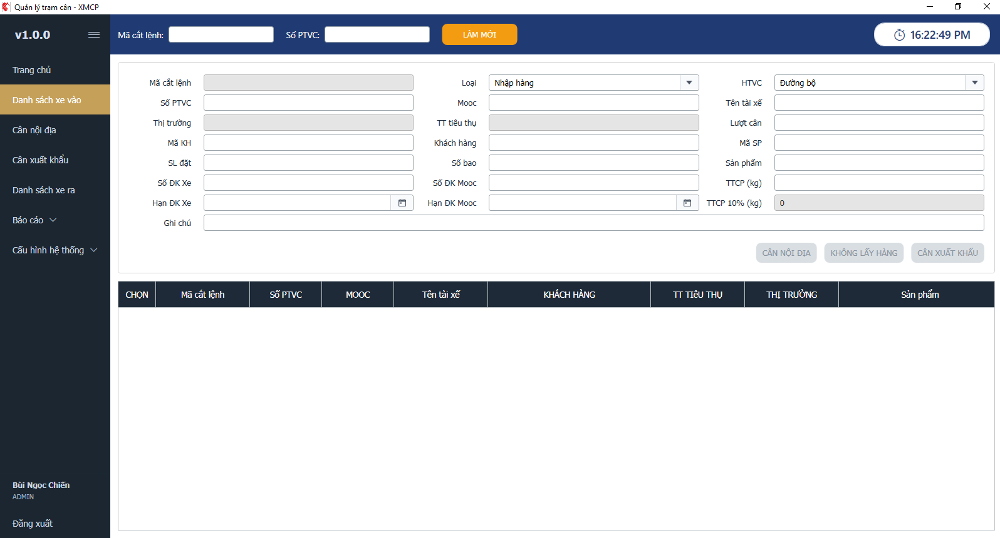 Quản lý trạm cân - XMCP
v1.0.0
Mã cắt lệnh: Số PTVC: LÀM MỚI 16:22:49 PM
Trang chủ
Danh sách xe vào
Cân nội địa
Cân xuất khẩu
Danh sách xe ra
Báo cáo
Cấu hình hệ thống
Bùi Ngọc Chiến
ADMIN
Đăng xuất
Mã cắt lệnh Loại Nhập hàng HTVC Đường bộ
Số PTVC Mooc Tên tài xế
Thị trường TT tiêu thụ Lượt cân
Mã KH Khách hàng Mã SP
SL đặt Số bao Sản phẩm
Số ĐK Xe Số ĐK Mooc TTCP (kg)
Hạn ĐK Xe Hạn ĐK Mooc TTCP 10% (kg) 0
Ghi chú
CÂN NỘI ĐỊA KHÔNG LẤY HÀNG CÂN XUẤT KHẨU
CHỌN Mã cắt lệnh Số PTVC MOOC Tên tài xế KHÁCH HÀNG TT TIêU THỤ THỊ TRƯỜNG Sản phẩm